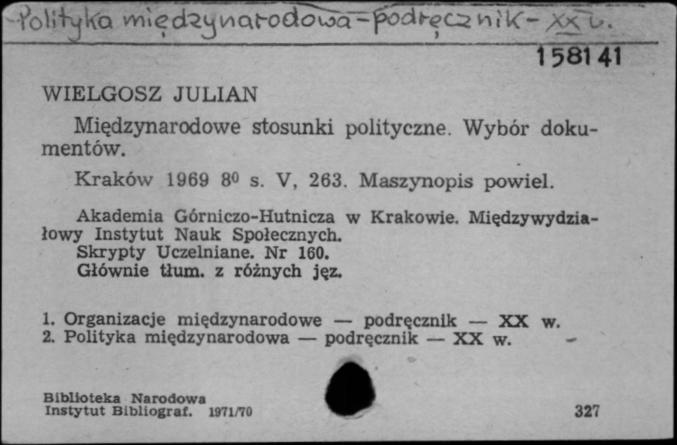 Polityka międzynarodowa - podręcznik - XX w.
158141
WIELGOSZ JULIAN
Międzynarodowe stosunki polityczne. Wybór doku-
mentów.
Kraków 1969 8⁰ s. V, 263. Maszynopis powiel.
Akademia Górniczo-Hutnicza w Krakowie. Międzywydzia-
łowy Instytut Nauk Społecznych.
Skrypty Uczelniane. Nr 160.
Głównie tłum. z różnych jęz.
1. Organizacje międzynarodowe — podręcznik — XX w.
2. Polityka międzynarodowa — podręcznik — XX w.
Biblioteka Narodowa
Instytut Bibliograf. 1971/70
327